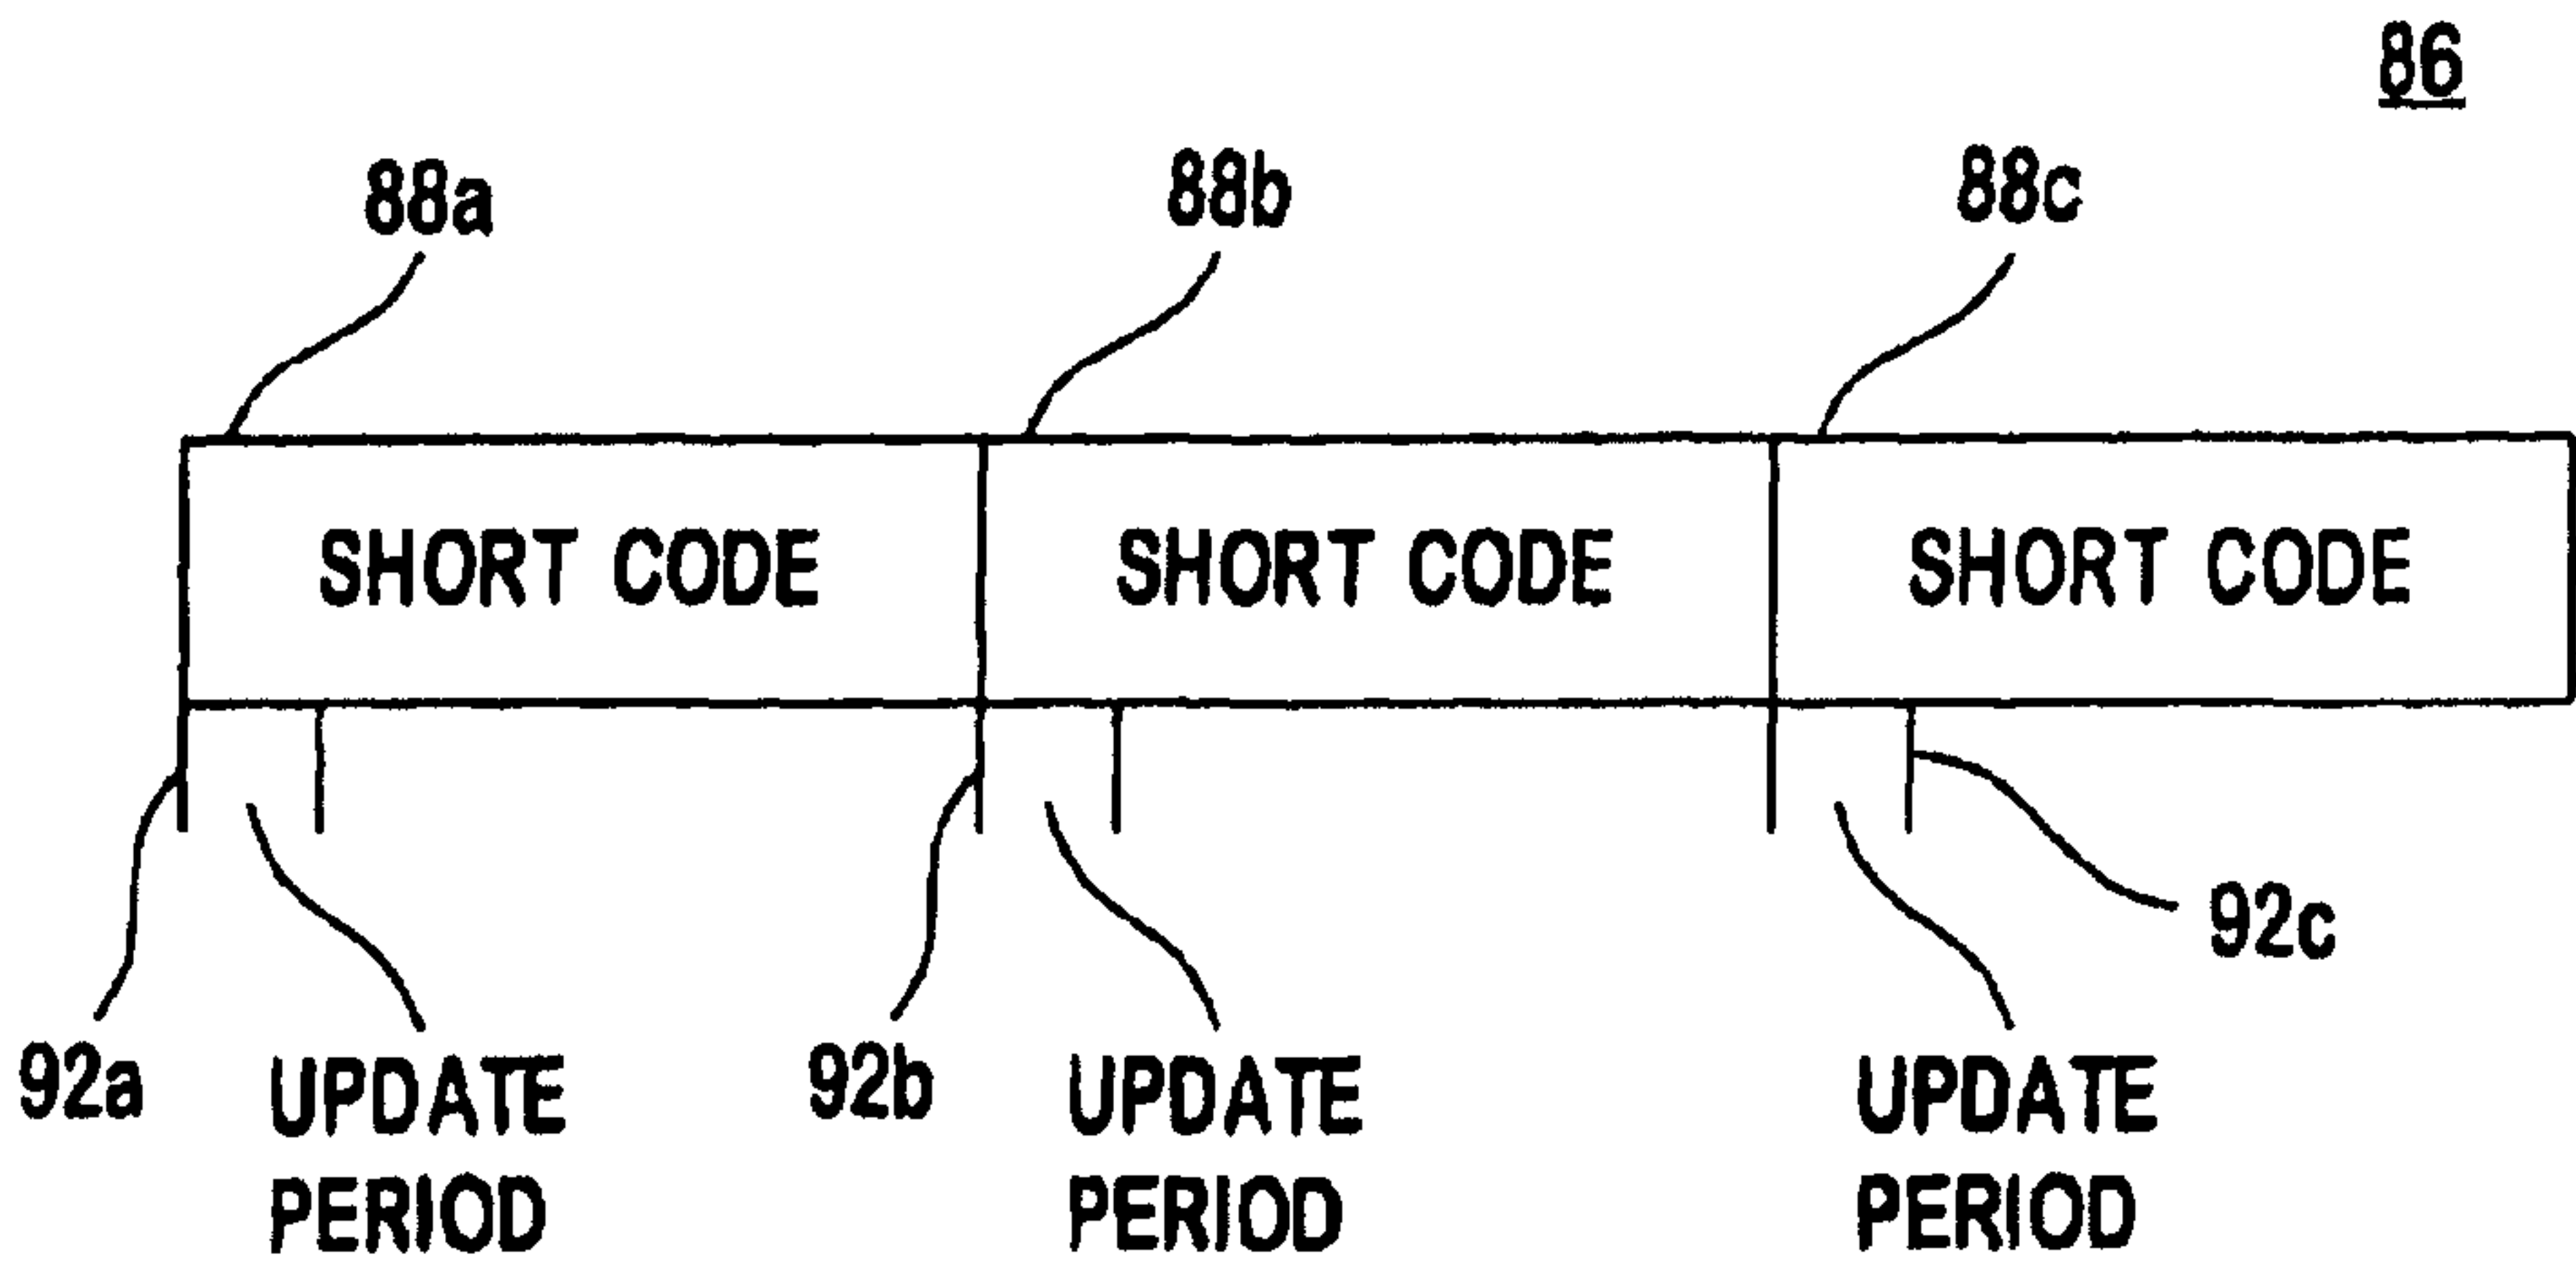 86
88a
88b
88c
SHORT CODE
SHORT CODE
SHORT CODE
92c
92a
UPDATE
PERIOD
92b
UPDATE
PERIOD
UPDATE
PERIOD